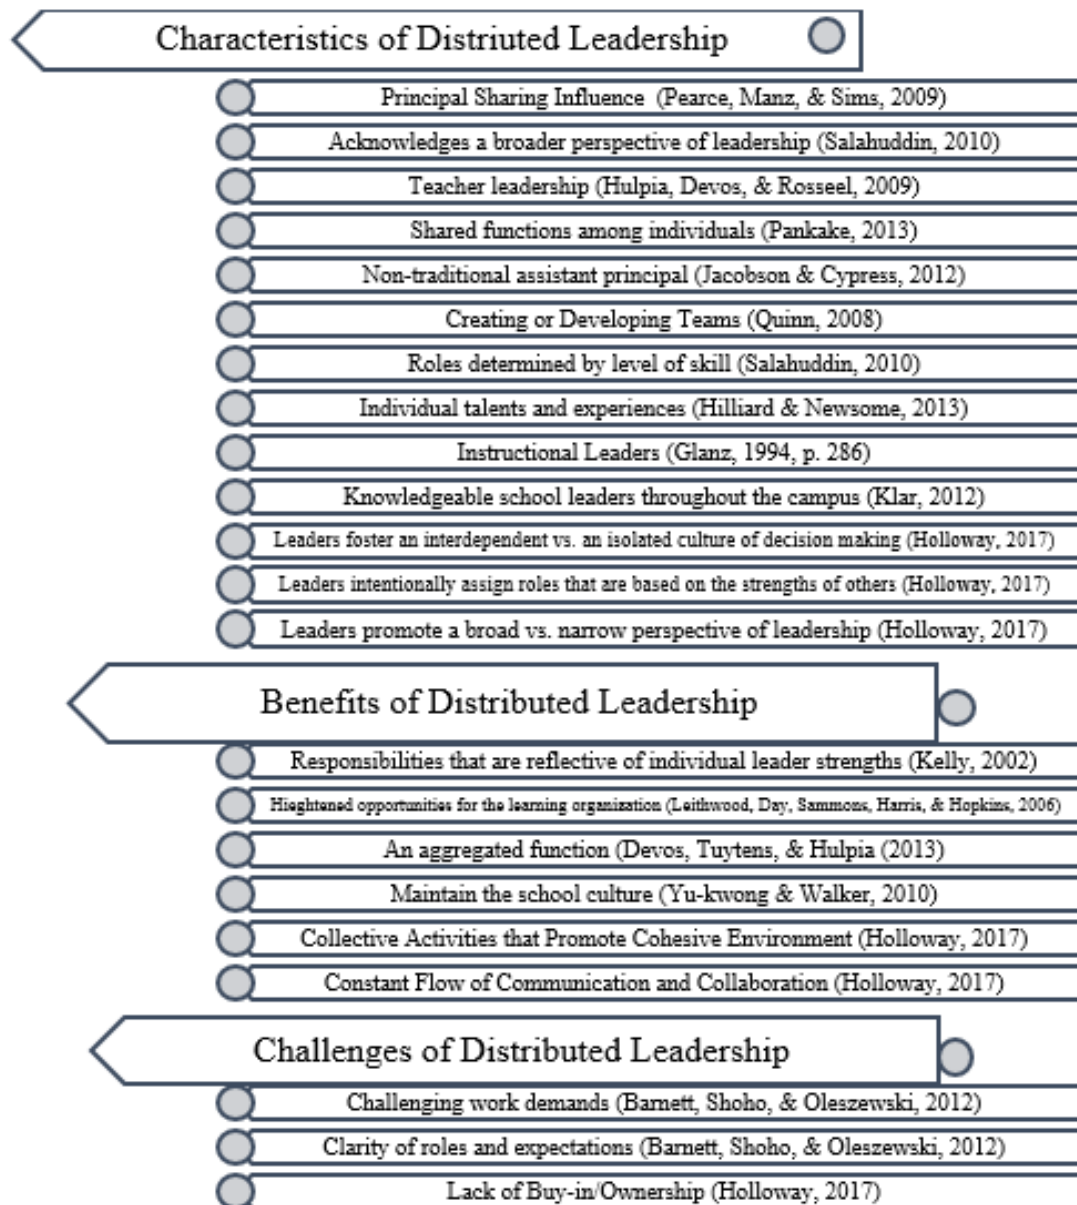 Characteristics of Distriuted Leadership
Principal Sharing Influence (Pearce, Manz, & Sims, 2009)
Acknowledges a broader perspective of leadership (Salahuddin, 2010)
Teacher leadership (Hulpia, Devos, & Rosseel, 2009)
Shared functions among individuals (Pankake, 2013)
Non-traditional assistant principal (Jacobson & Cypress, 2012)
Creating or Developing Teams (Quinn, 2008)
Roles determined by level of skill (Salahuddin, 2010)
Individual talents and experiences (Hilliard & Newsome, 2013)
Instructional Leaders (Glanz, 1994, p. 286)
Knowledgeable school leaders throughout the campus (Klar, 2012)
Leaders foster an interdependent vs. an isolated culture of decision making (Holloway, 2017)
Leaders intentionally assign roles that are based on the strengths of others (Holloway, 2017)
Leaders promote a broad vs. narrow perspective of leadership (Holloway, 2017)
Benefits of Distributed Leadership
Responsibilities that are reflective of individual leader strengths (Kelly, 2002)
Hieghtened opportunities for the learning organization (Leithwood, Day, Sammons, Harris, & Hopkins, 2006)
An aggregated function (Devos, Tuytens, & Hulpia (2013)
Maintain the school culture (Yu-kwong & Walker, 2010)
Collective Activities that Promote Cohesive Environment (Holloway, 2017)
Constant Flow of Communication and Collaboration (Holloway, 2017)
Challenges of Distributed Leadership
Challenging work demands (Barnett, Shoho, & Oleszewski, 2012)
Clarity of roles and expectations (Barnett, Shoho, & Oleszewski, 2012)
Lack of Buy-in/Ownership (Holloway, 2017)